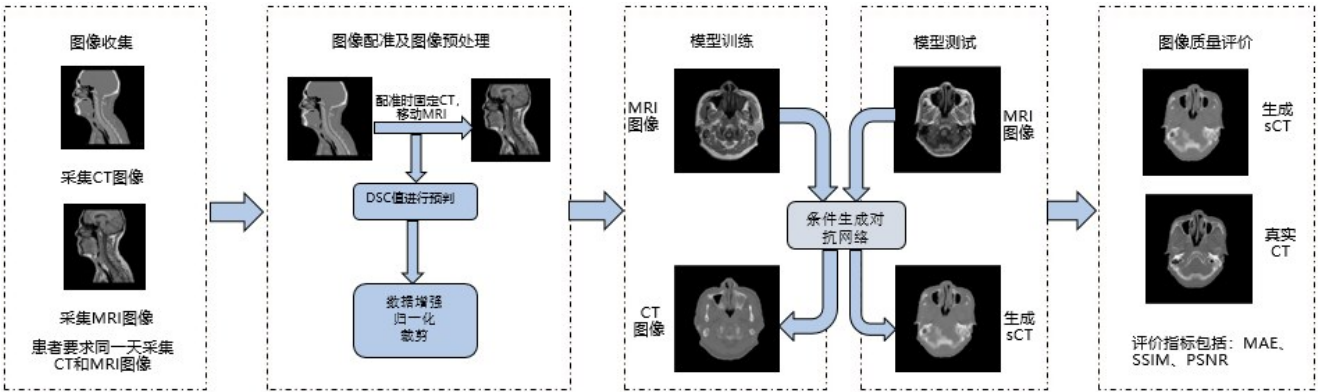 图像收集
采集CT图像
采集MRI图像
患者要求同一天采集
CT和MRI图像
图像配准及图像预处理
配准时固定CT，
移动MRI
DSC值进行预判
数据增强
归一化
裁剪
模型训练
MRI
图像
CT
图像
条件生成对
抗网络
模型测试
MRI
图像
生成
sCT
图像质量评价
生成
sCT
真实
CT
评价指标包括：MAE、
SSIM、PSNR